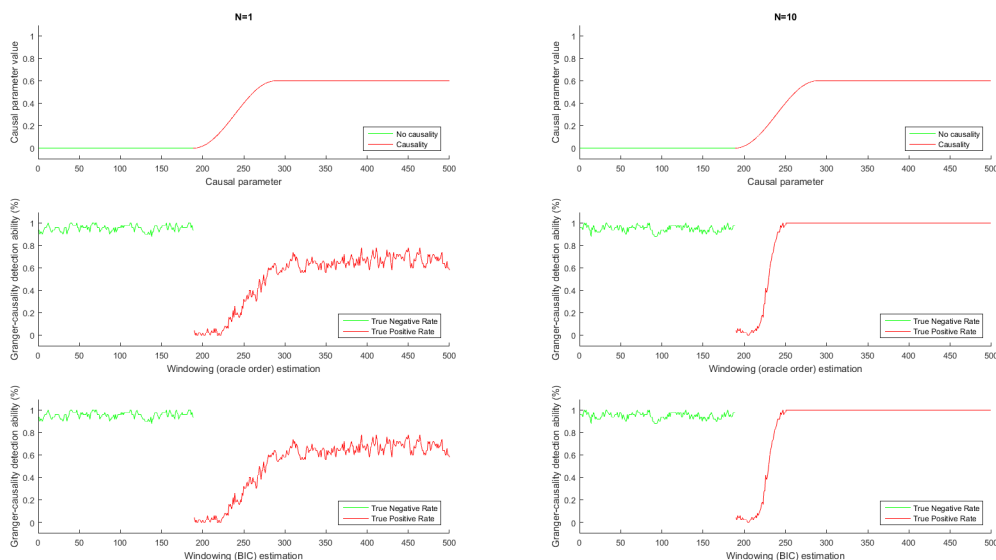 N=1
Causal parameter value
1
0.8
0.6
0.4
0.2
0
0 50 100 150 200 250 300 350 400 450 500
No causality
Causality
Causal parameter
Granger-causality detection ability (%)
1
0.8
0.6
0.4
0.2
0
0 50 100 150 200 250 300 350 400 450 500
True Negative Rate
True Positive Rate
Windowing (oracle order) estimation
Granger-causality detection ability (%)
1
0.8
0.6
0.4
0.2
0
0 50 100 150 200 250 300 350 400 450 500
True Negative Rate
True Positive Rate
Windowing (BIC) estimation
N=10
Causal parameter value
1
0.8
0.6
0.4
0.2
0
0 50 100 150 200 250 300 350 400 450 500
No causality
Causality
Causal parameter
Granger-causality detection ability (%)
1
0.8
0.6
0.4
0.2
0
0 50 100 150 200 250 300 350 400 450 500
True Negative Rate
True Positive Rate
Windowing (oracle order) estimation
Granger-causality detection ability (%)
1
0.8
0.6
0.4
0.2
0
0 50 100 150 200 250 300 350 400 450 500
True Negative Rate
True Positive Rate
Windowing (BIC) estimation